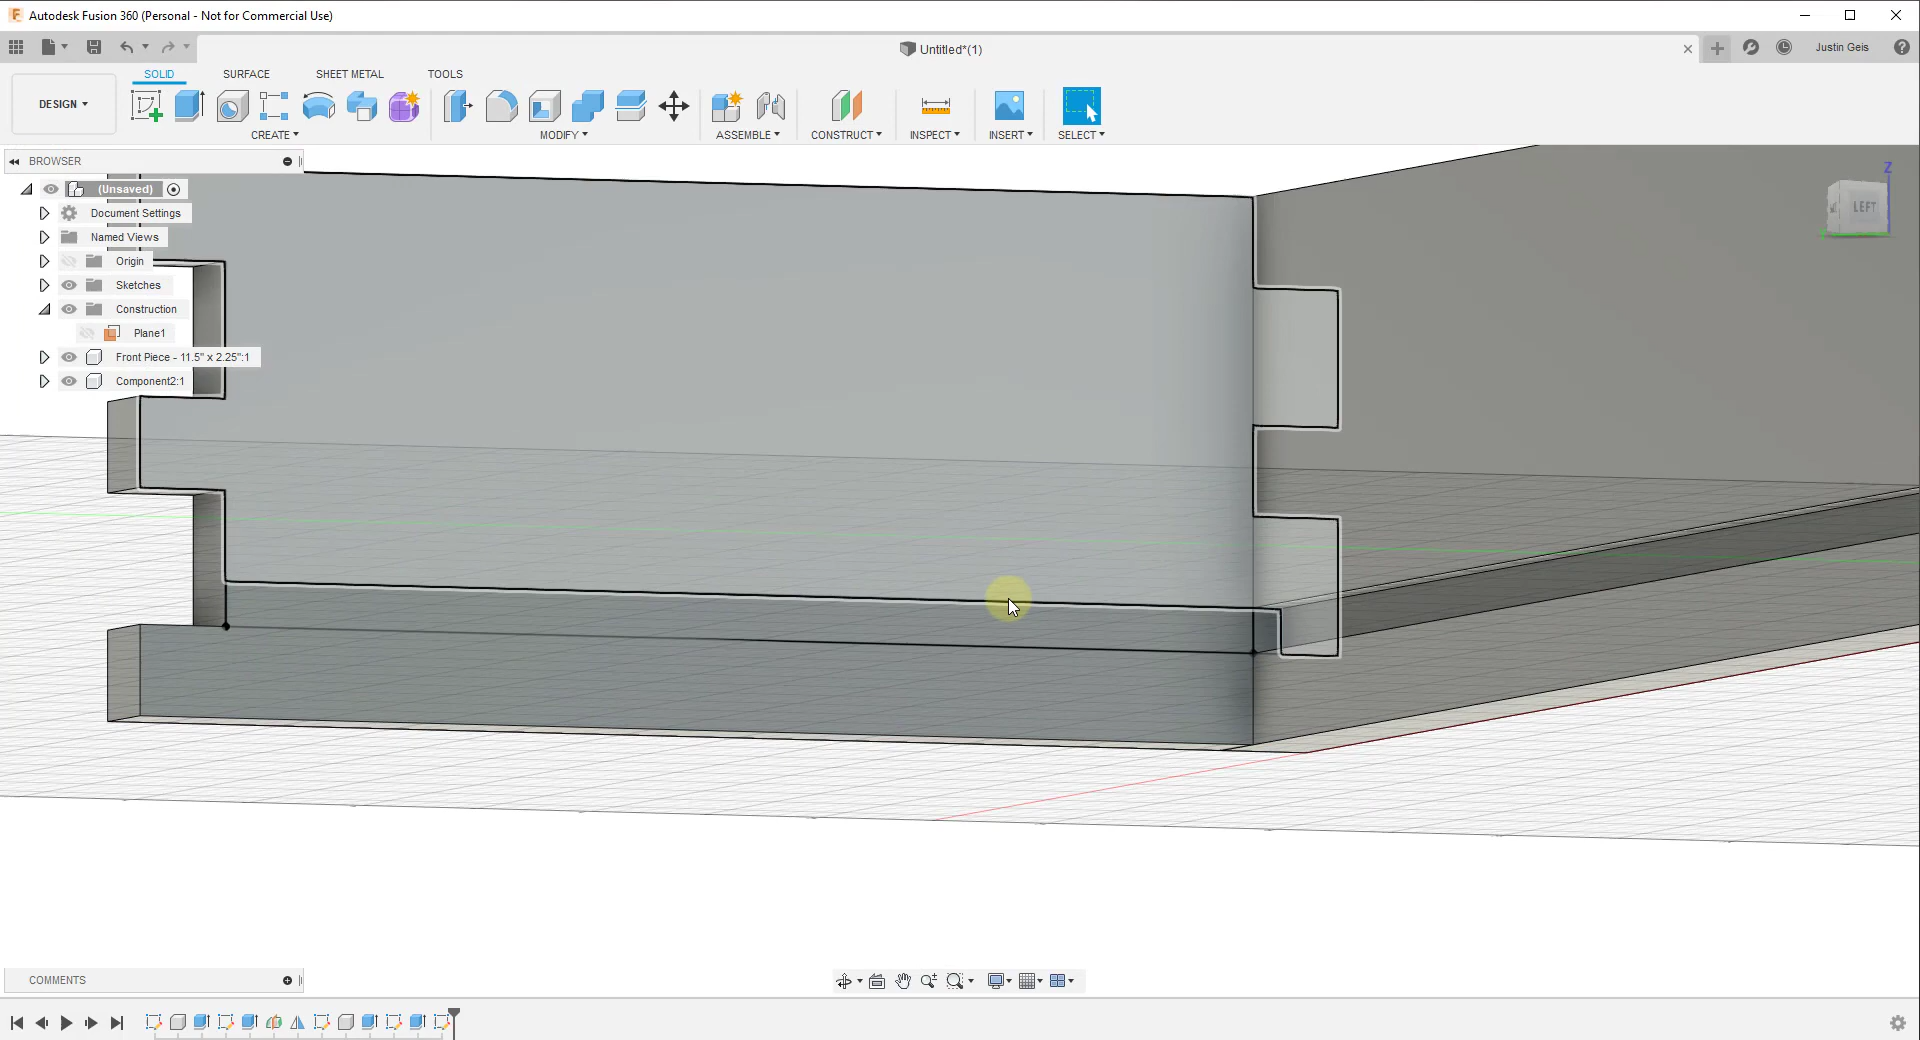 Autodesk Fusion 360 (Personal - Not for Commercial Use)
Untitled*(1)
Justin Geis
DESIGN
SOLID
SURFACE
SHEET METAL
TOOLS
CREATE
MODIFY
ASSEMBLE
CONSTRUCT
INSPECT
INSERT
SELECT
BROWSER
(Unsaved)
Document Settings
Named Views
Origin
Sketches
Construction
Plane1
Front Piece - 11.5" x 2.25":1
Component2:1
Z
LEFT
COMMENTS